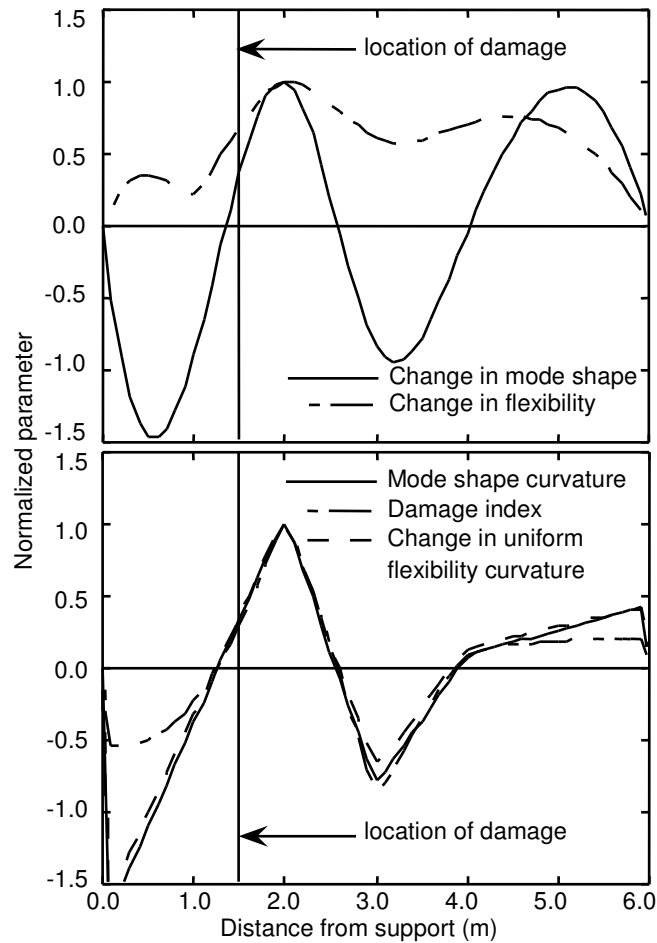 1.5
location of damage
1.0
0.5
0.0
-0.5
-1.0
Change in mode shape
Change in flexibility
-1.5
Normalized parameter
1.5
Mode shape curvature
Damage index
1.0
Change in uniform
flexibility curvature
0.5
0.0
-0.5
-1.0
location of damage
-1.5
0.0 1.0 2.0 3.0 4.0 5.0 6.0
Distance from support (m)